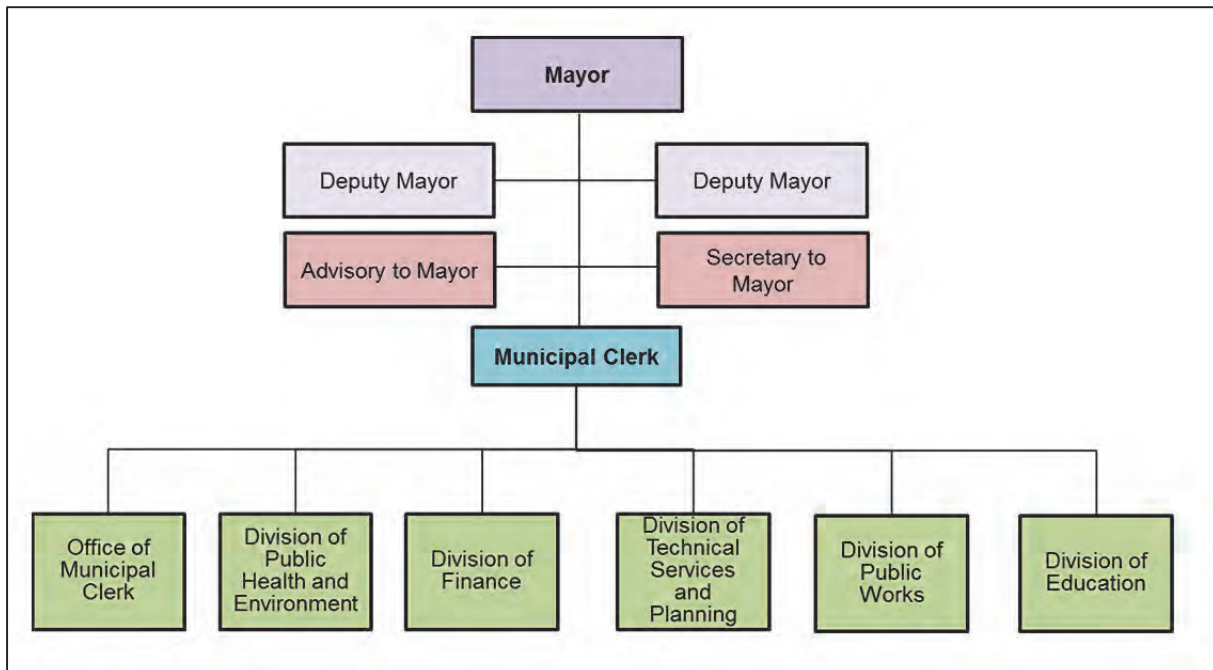 Mayor
Deputy Mayor
Deputy Mayor
Advisory to Mayor
Secretary to
Mayor
Municipal Clerk
Office of
Municipal
Clerk
Division of
Public
Health and
Environment
Division of
Finance
Division of
Technical
Services
and
Planning
Division of
Public
Works
Division of
Education